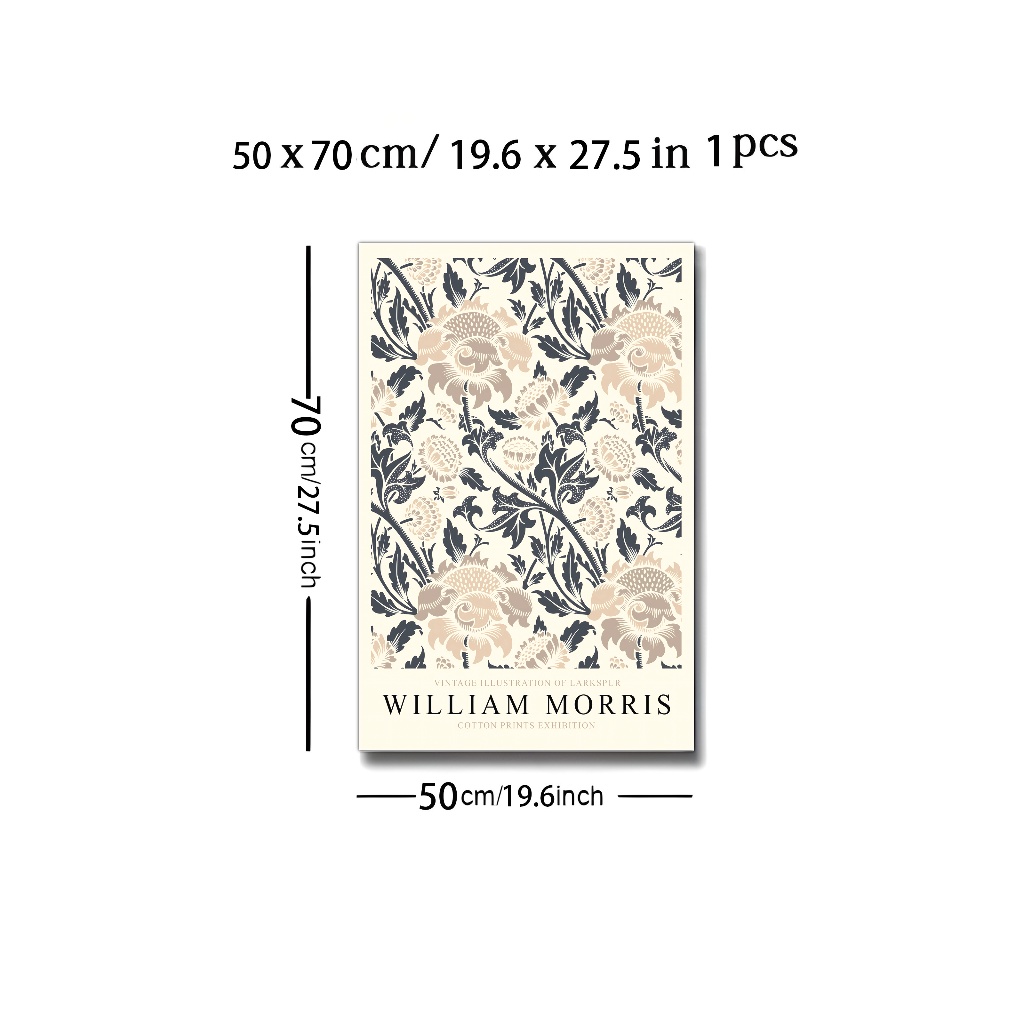 50 x 70 cm/ 19.6 x 27.5 in 1 pcs
70 cm/27.5 inch
VINTAGE ILLUSTRATION OF LARKSPUR
WILLIAM MORRIS
COTTON PRINTS EXHIBITION
50 cm/19.6 inch